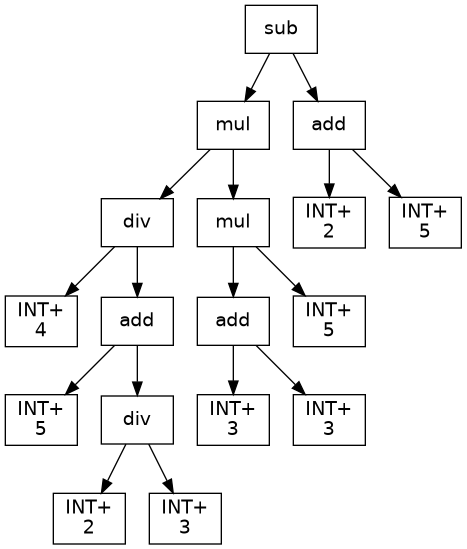 sub
mul
add
div
mul
INT+
2
INT+
5
INT+
4
add
add
INT+
5
INT+
5
div
INT+
3
INT+
3
INT+
2
INT+
3